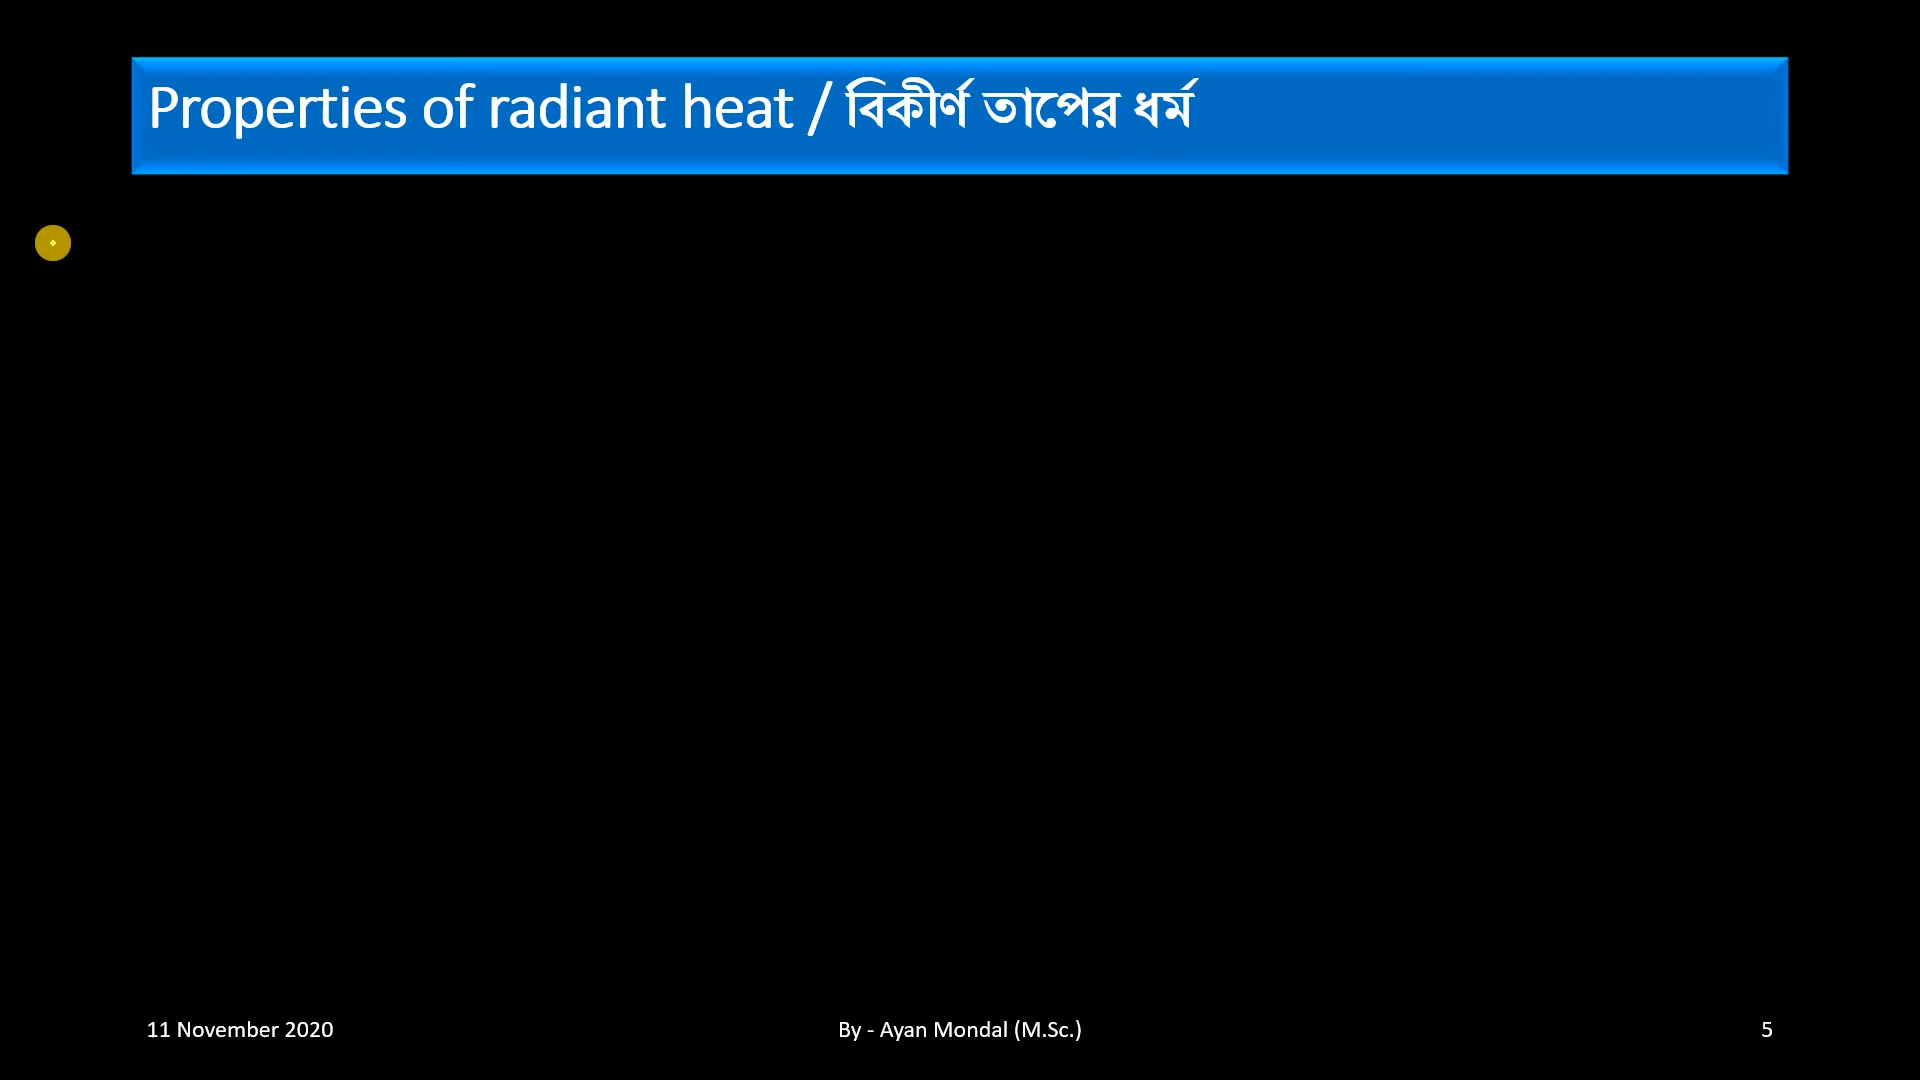 Properties of radiant heat / বিকীর্ণ তাপের ধর্ম
11 November 2020
By - Ayan Mondal (M.Sc.)
5